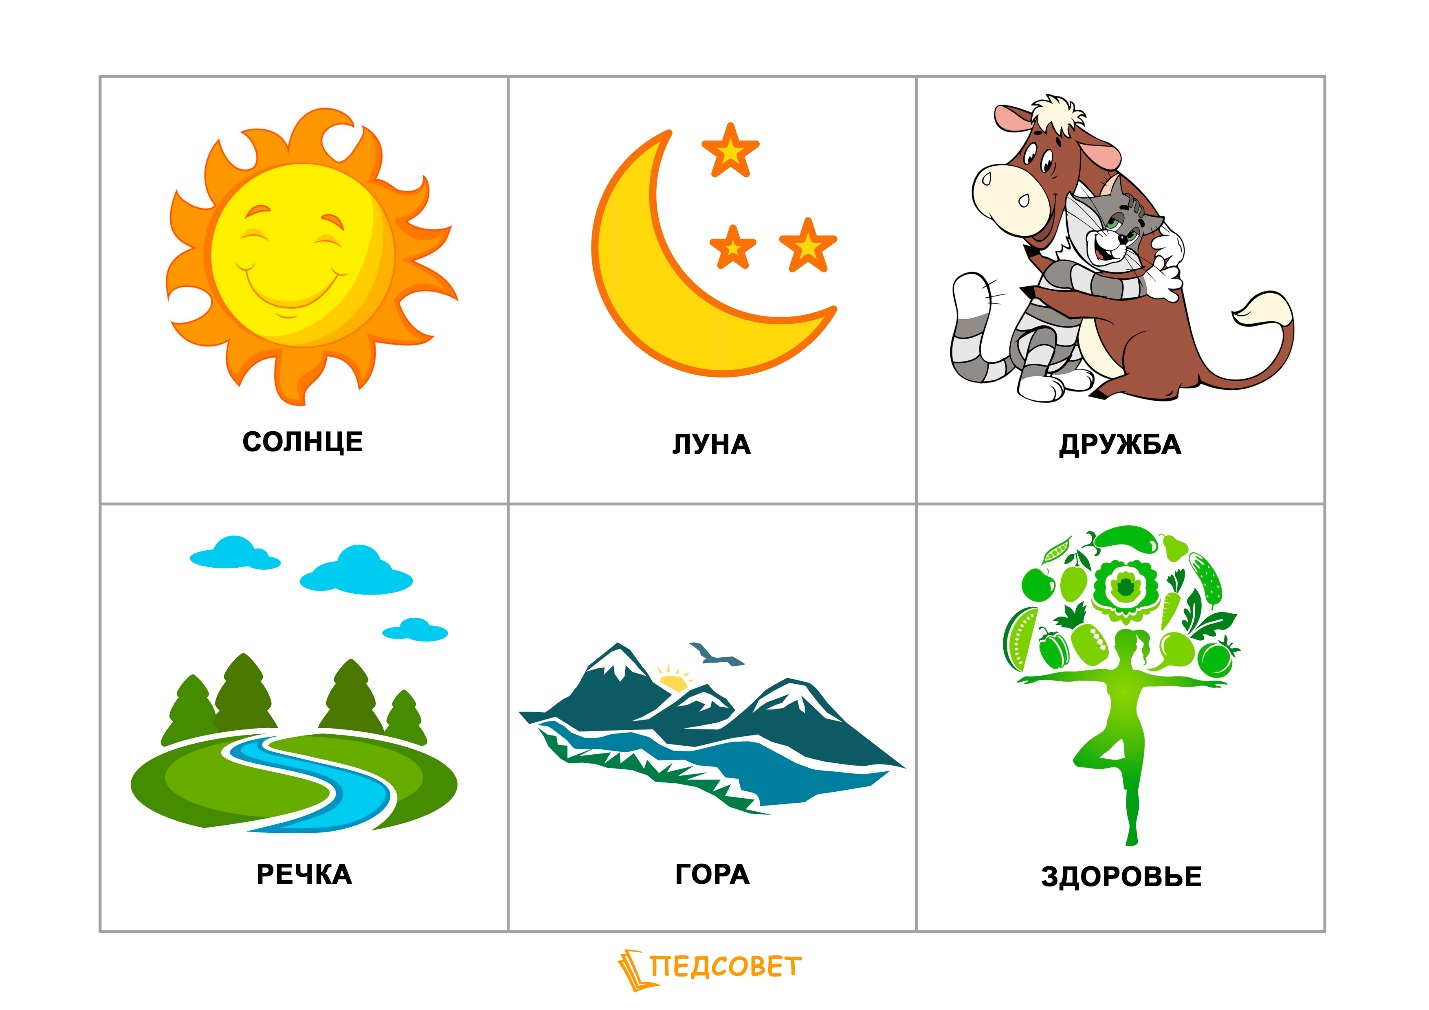 СОЛНЦЕ
ЛУНА
ДРУЖБА
РЕЧКА
ГОРА
ЗДОРОВЬЕ
ПЕДСОВЕТ